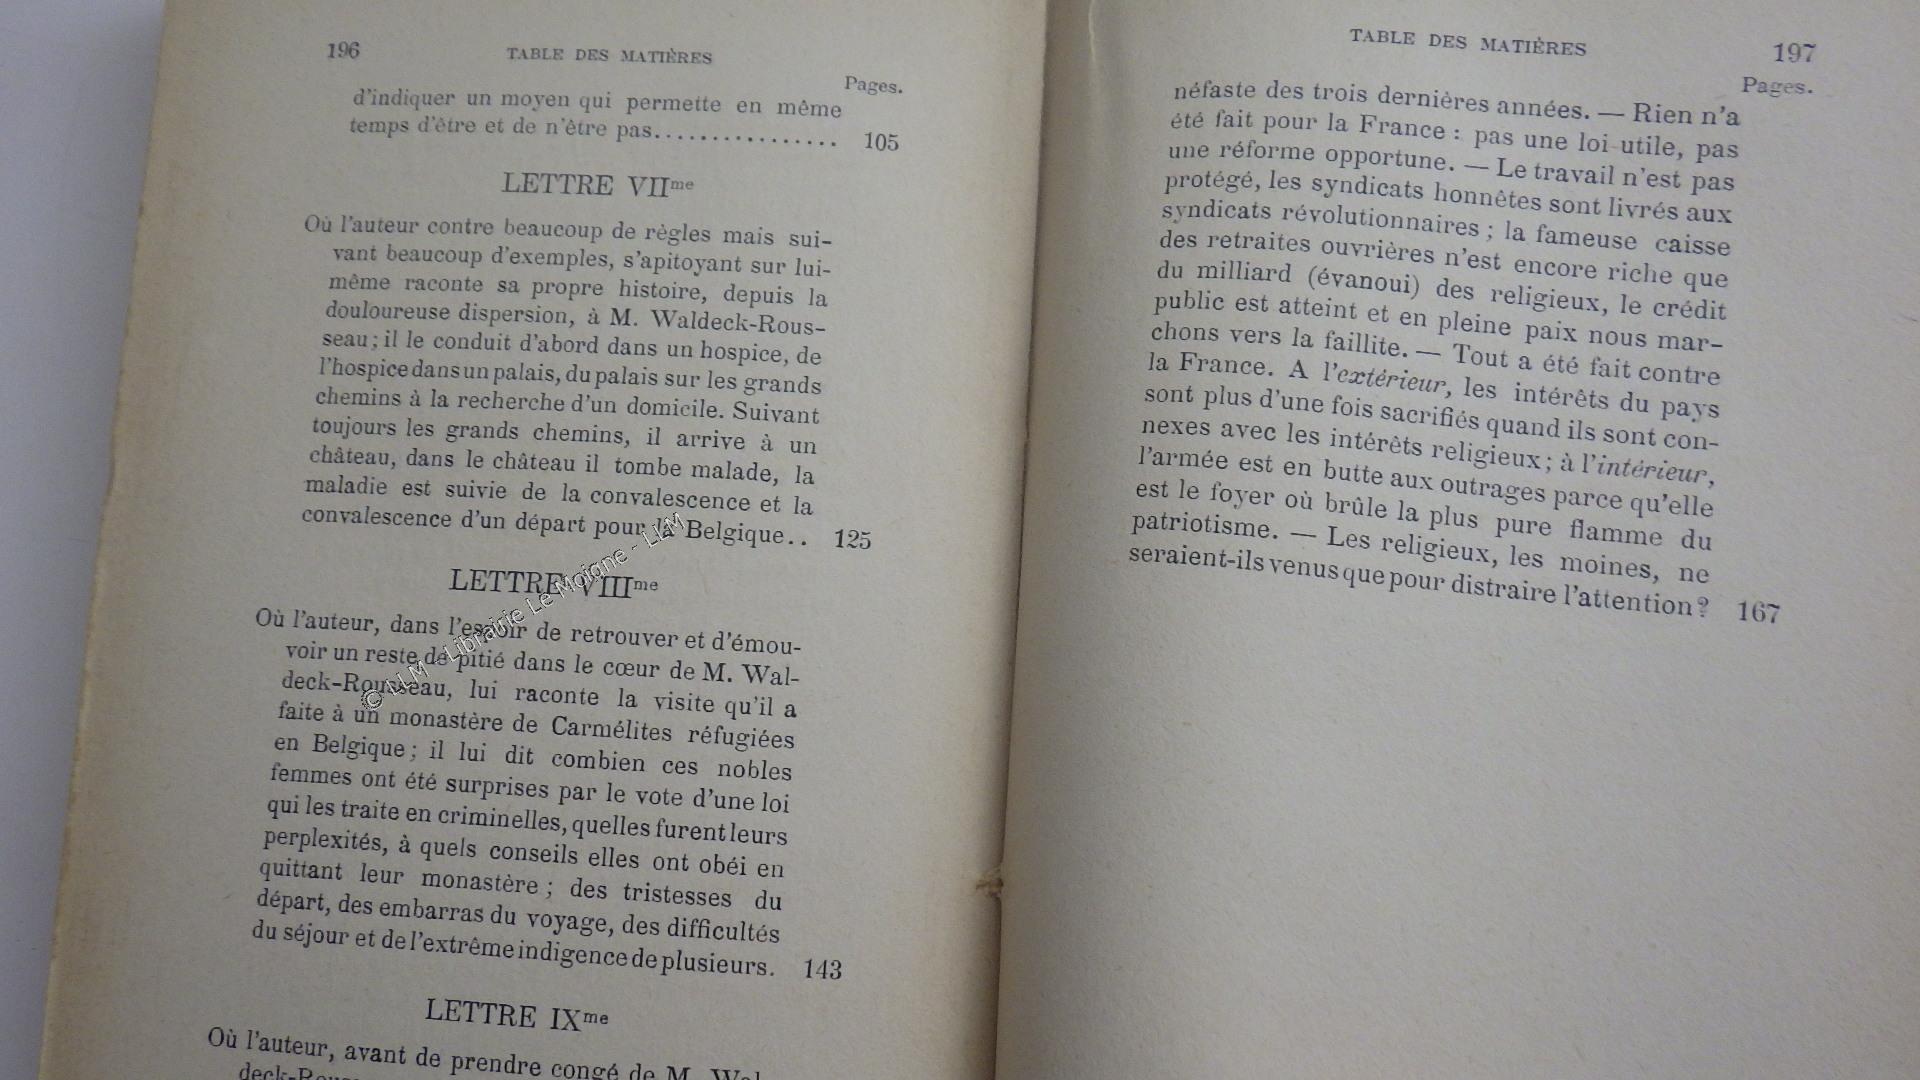 196 TABLE DES MATIÈRES
Pages.
d'indiquer un moyen qui permette en même
temps d'être et de n'être pas................ 105
LETTRE VIIme
Où l'auteur contre beaucoup de règles mais sui-
vant beaucoup d'exemples, s'apitoyant sur lui-
même raconte sa propre histoire, depuis la
douloureuse dispersion, à M. Waldeck-Rous-
seau; il le conduit d'abord dans un hospice, de
l'hospice dans un palais, du palais sur les grands
chemins à la recherche d'un domicile. Suivant
toujours les grands chemins, il arrive à un
château, dans le château il tombe malade, la
maladie est suivie de la convalescence et la
convalescence d'un départ pour la Belgique.. 125
LETTRE VIIIme
Où l'auteur, dans l'espoir de retrouver et d'émou-
voir un reste de pitié dans le cœur de M. Wal-
deck-Rousseau, lui raconte la visite qu'il a
faite à un monastère de Carmélites réfugiées
en Belgique; il lui dit combien ces nobles
femmes ont été surprises par le vote d'une loi
qui les traite en criminelles, quelles furent leurs
perplexités, à quels conseils elles ont obéi en
quittant leur monastère; des tristesses du
départ, des embarras du voyage, des difficultés
du séjour et de l'extrême indigence de plusieurs. 143
LETTRE IXme
Où l'auteur, avant de prendre congé de M. Wal-
© LLM - Librairie Le Moigne - LLM
TABLE DES MATIÈRES 197
Pages.
néfaste des trois dernières années. — Rien n'a
été fait pour la France : pas une loi utile, pas
une réforme opportune. — Le travail n'est pas
protégé, les syndicats honnêtes sont livrés aux
syndicats révolutionnaires; la fameuse caisse
des retraites ouvrières n'est encore riche que
du milliard (évanoui) des religieux, le crédit
public est atteint et en pleine paix nous mar-
chons vers la faillite. — Tout a été fait contre
la France. A l'extérieur, les intérêts du pays
sont plus d'une fois sacrifiés quand ils sont con-
nexes avec les intérêts religieux; à l'intérieur,
l'armée est en butte aux outrages parce qu'elle
est le foyer où brûle la plus pure flamme du
patriotisme. — Les religieux, les moines, ne
seraient-ils venus que pour distraire l'attention? 167